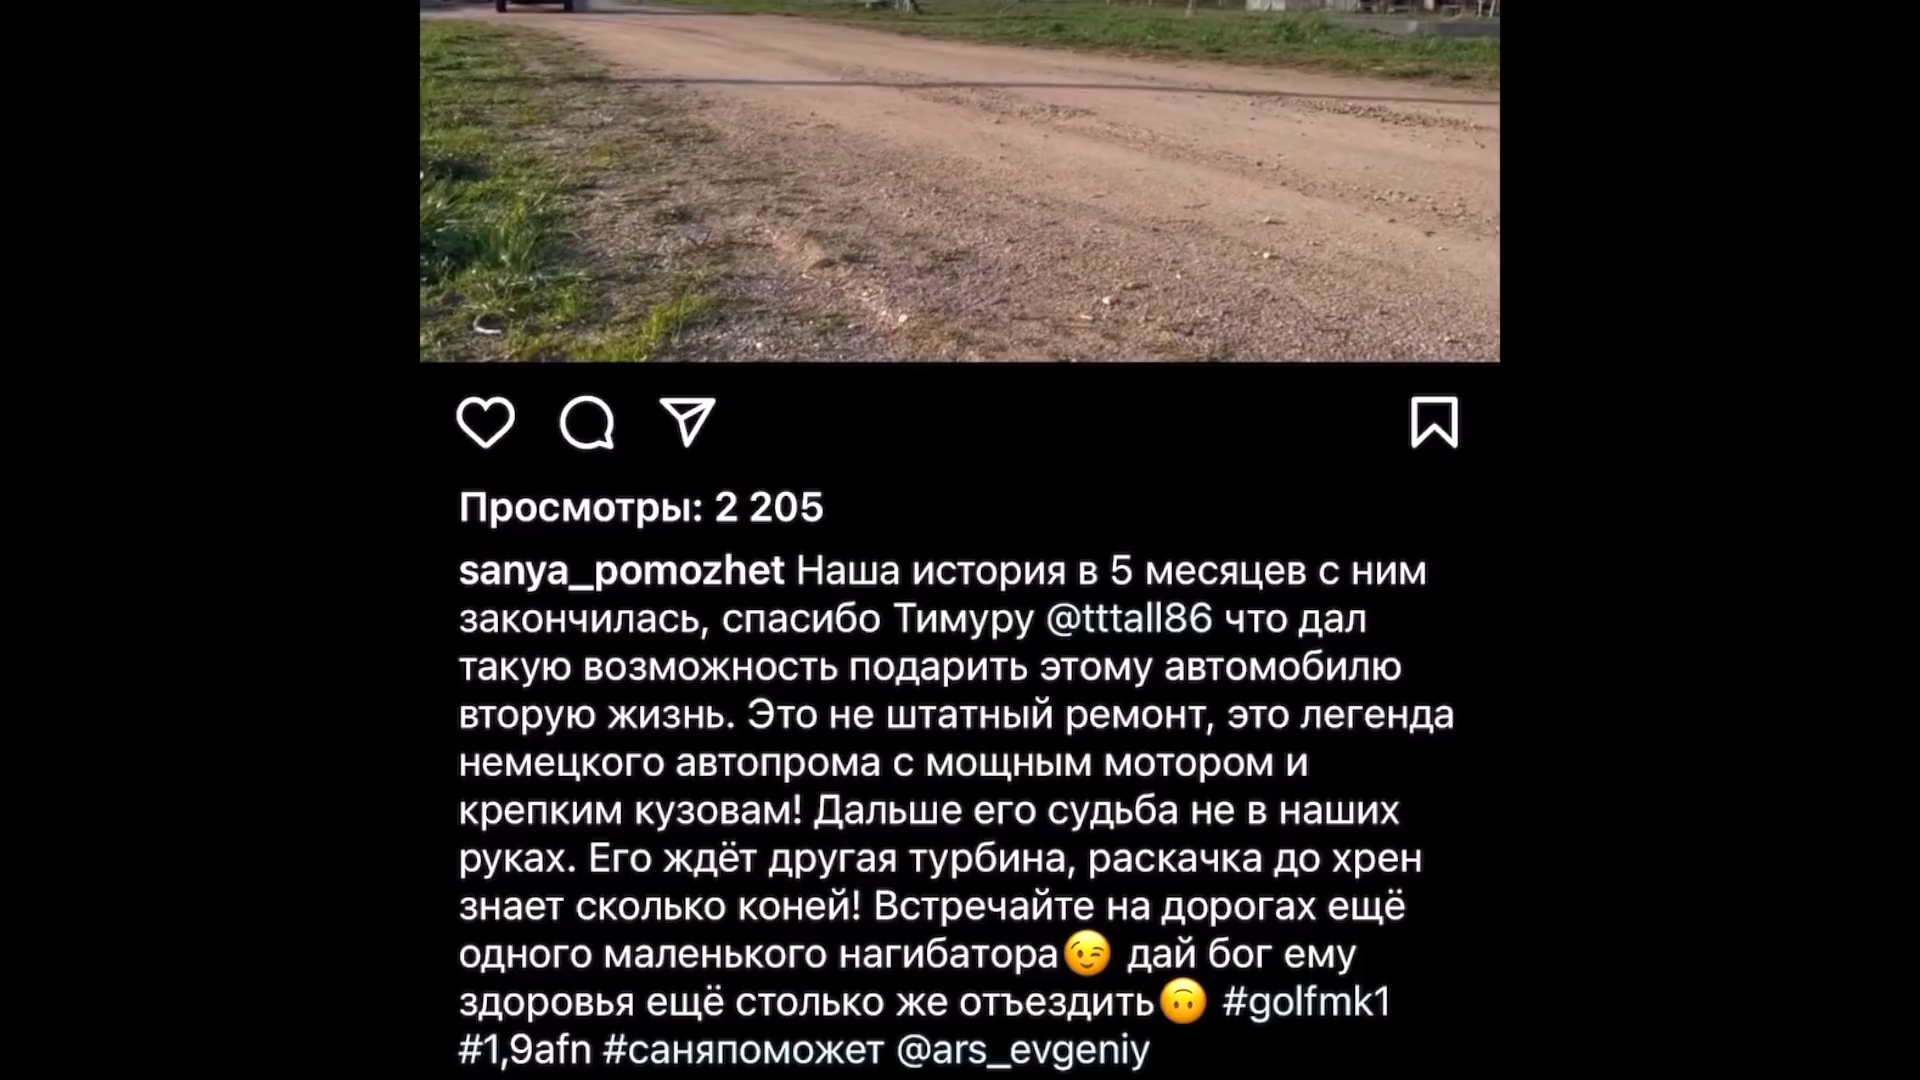 Просмотры: 2 205
sanya_pomozhet Наша история в 5 месяцев с ним
закончилась, спасибо Тимуру @tttall86 что дал
такую возможность подарить этому автомобилю
вторую жизнь. Это не штатный ремонт, это легенда
немецкого автопрома с мощным мотором и
крепким кузовам! Дальше его судьба не в наших
руках. Его ждёт другая турбина, раскачка до хрен
знает сколько коней! Встречайте на дорогах ещё
одного маленького нагибатора😉 дай бог ему
здоровья ещё столько же отъездить🙃 #golfmk1
#1,9afn #саняпоможет @ars_evgeniy